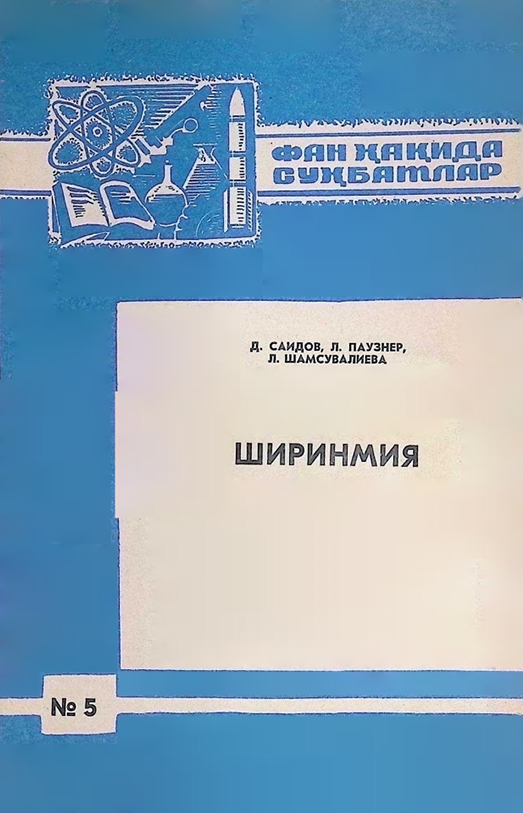 ФАН ҲАҚИДА
СУҲБАТЛАР
Д. САИДОВ, Л. ПАУЗНЕР,
Л. ШАМСУВАЛИЕВА
ШИРИНМИЯ
№ 5